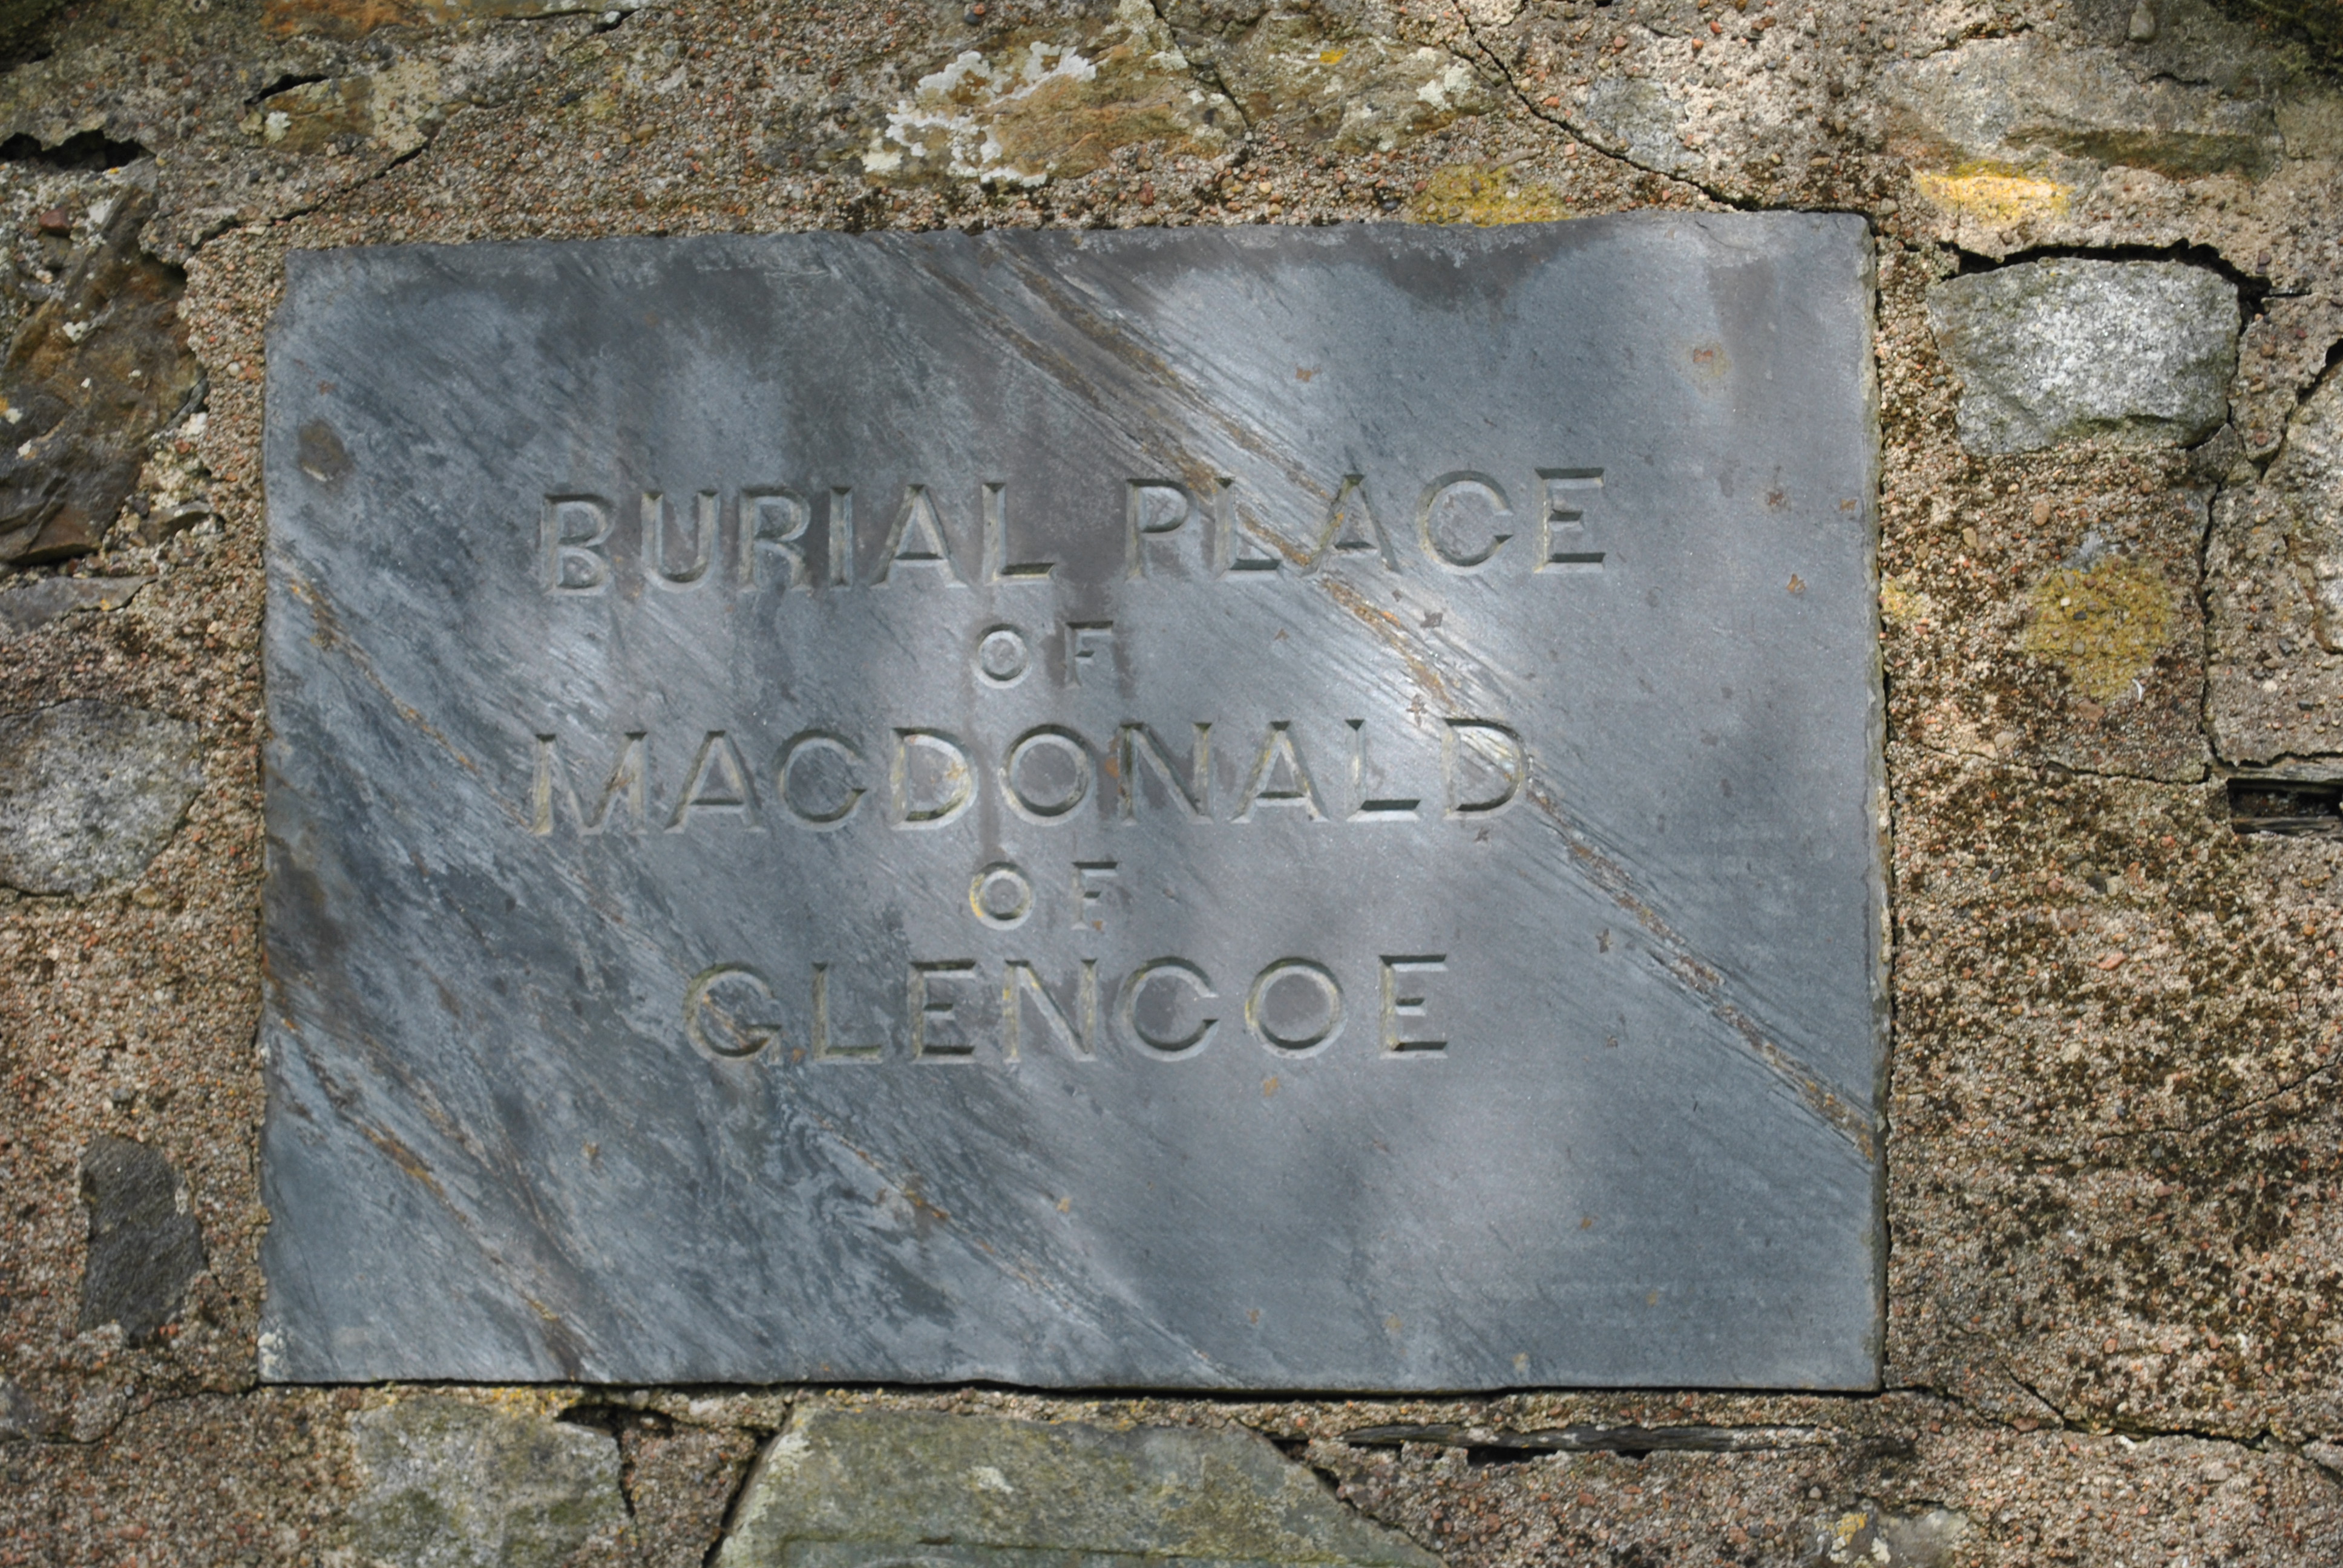 BURIAL PLACE
OF
MACDONALD
OF
GLENCOE